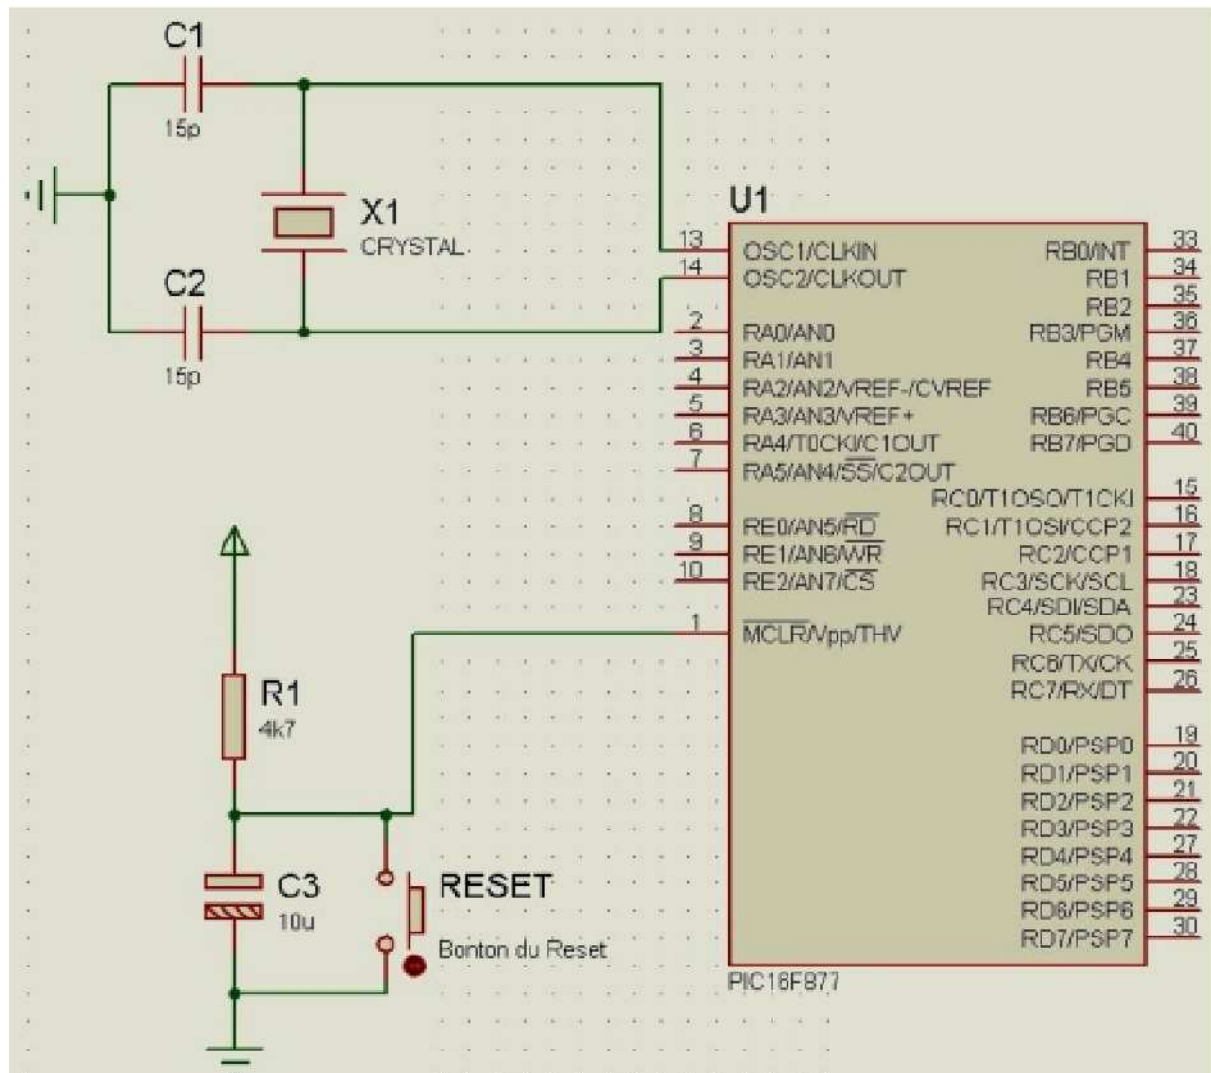 C1
15p
X1
CRYSTAL
C2
15p
U1
13 OSC1/CLKIN
14 OSC2/CLKOUT
2 RA0/AN0
3 RA1/AN1
4 RA2/AN2/VREF-/CVREF
5 RA3/AN3/VREF+
6 RA4/T0CKI/C1OUT
7 RA5/AN4/SS/C2OUT
8 RE0/AN5/RD
9 RE1/AN6/WR
10 RE2/AN7/CS
1 MCLR/Vpp/THV
RB0/INT 33
RB1 34
RB2 35
RB3/PGM 36
RB4 37
RB5 38
RB6/PGC 39
RB7/PGD 40
RC0/T1OSO/T1CKI 15
RC1/T1OSI/CCP2 16
RC2/CCP1 17
RC3/SCK/SCL 18
RC4/SDI/SDA 23
RC5/SDO 24
RC6/TX/CK 25
RC7/RX/DT 26
RD0/PSP0 19
RD1/PSP1 20
RD2/PSP2 21
RD3/PSP3 22
RD4/PSP4 27
RD5/PSP5 28
RD6/PSP6 29
RD7/PSP7 30
PIC16F877
R1
4k7
C3
10u
RESET
Bonton du Reset